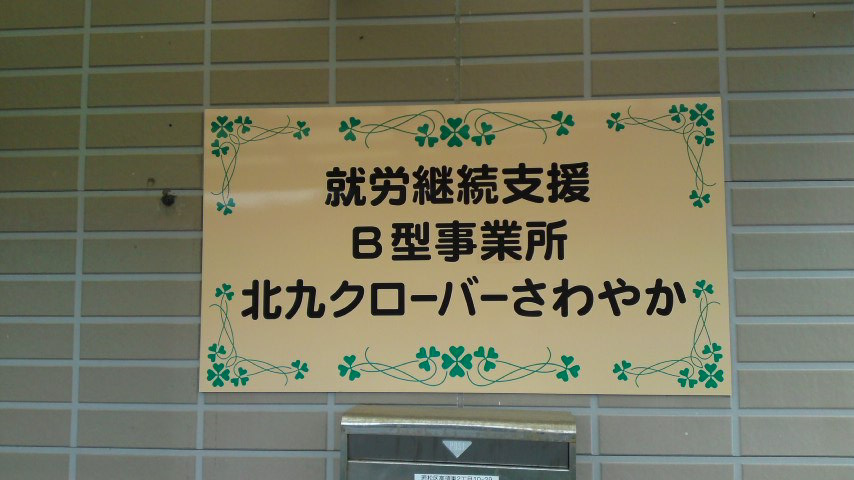 就労継続支援
B型事業所
北九クローバーさわやか